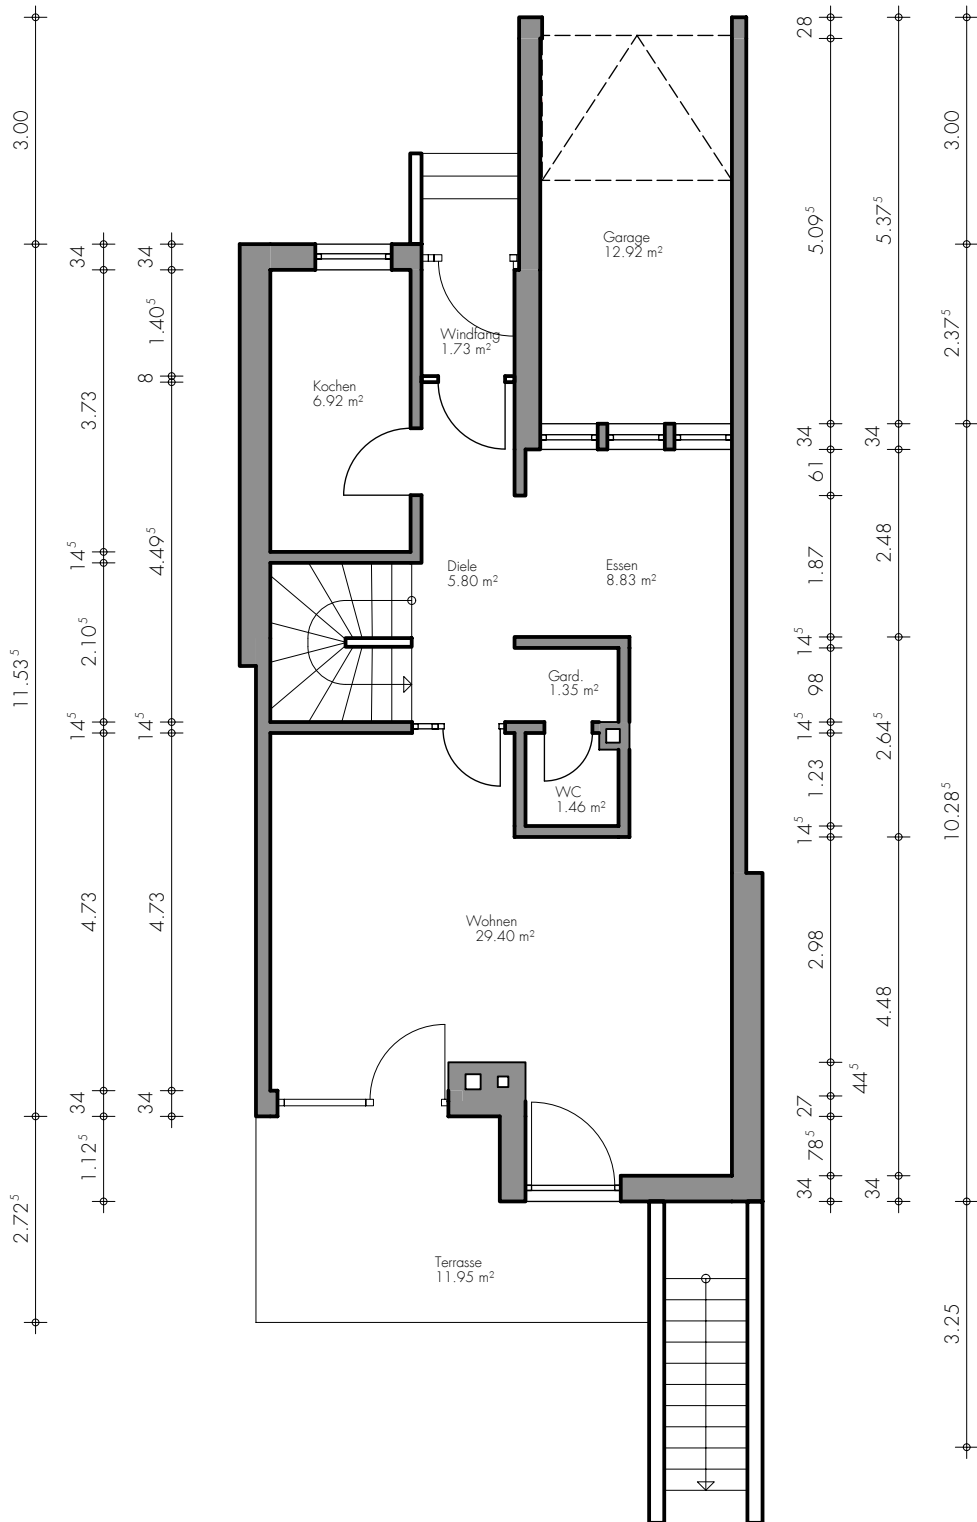 Garage
12.92 m²
Windfang
1.73 m²
Kochen
6.92 m²
Diele
5.80 m²
Essen
8.83 m²
Gard.
1.35 m²
WC
1.46 m²
Wohnen
29.40 m²
Terrasse
11.95 m²
3.00
11.53⁵
2.72⁵
34
3.73
14⁵
2.10⁵
14⁵
4.73
34
1.12⁵
34
1.40⁵
8
4.49⁵
14⁵
4.73
34
28
5.09⁵
34
61
1.87
14⁵
98
14⁵
1.23
14⁵
2.98
44⁵
27
78⁵
34
5.37⁵
34
2.48
2.64⁵
4.48
34
3.00
2.37⁵
10.28⁵
3.25